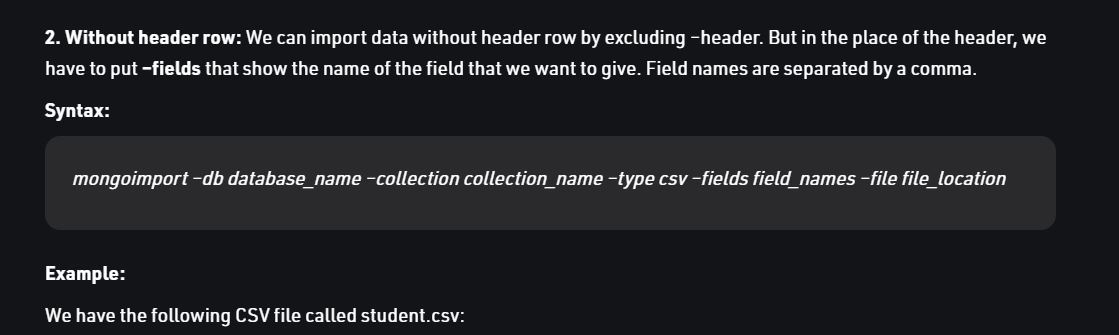 2. Without header row: We can import data without header row by excluding –header. But in the place of the header, we
have to put –fields that show the name of the field that we want to give. Field names are separated by a comma.
Syntax:
mongoimport –db database_name –collection collection_name –type csv –fields field_names –file file_location
Example:
We have the following CSV file called student.csv: